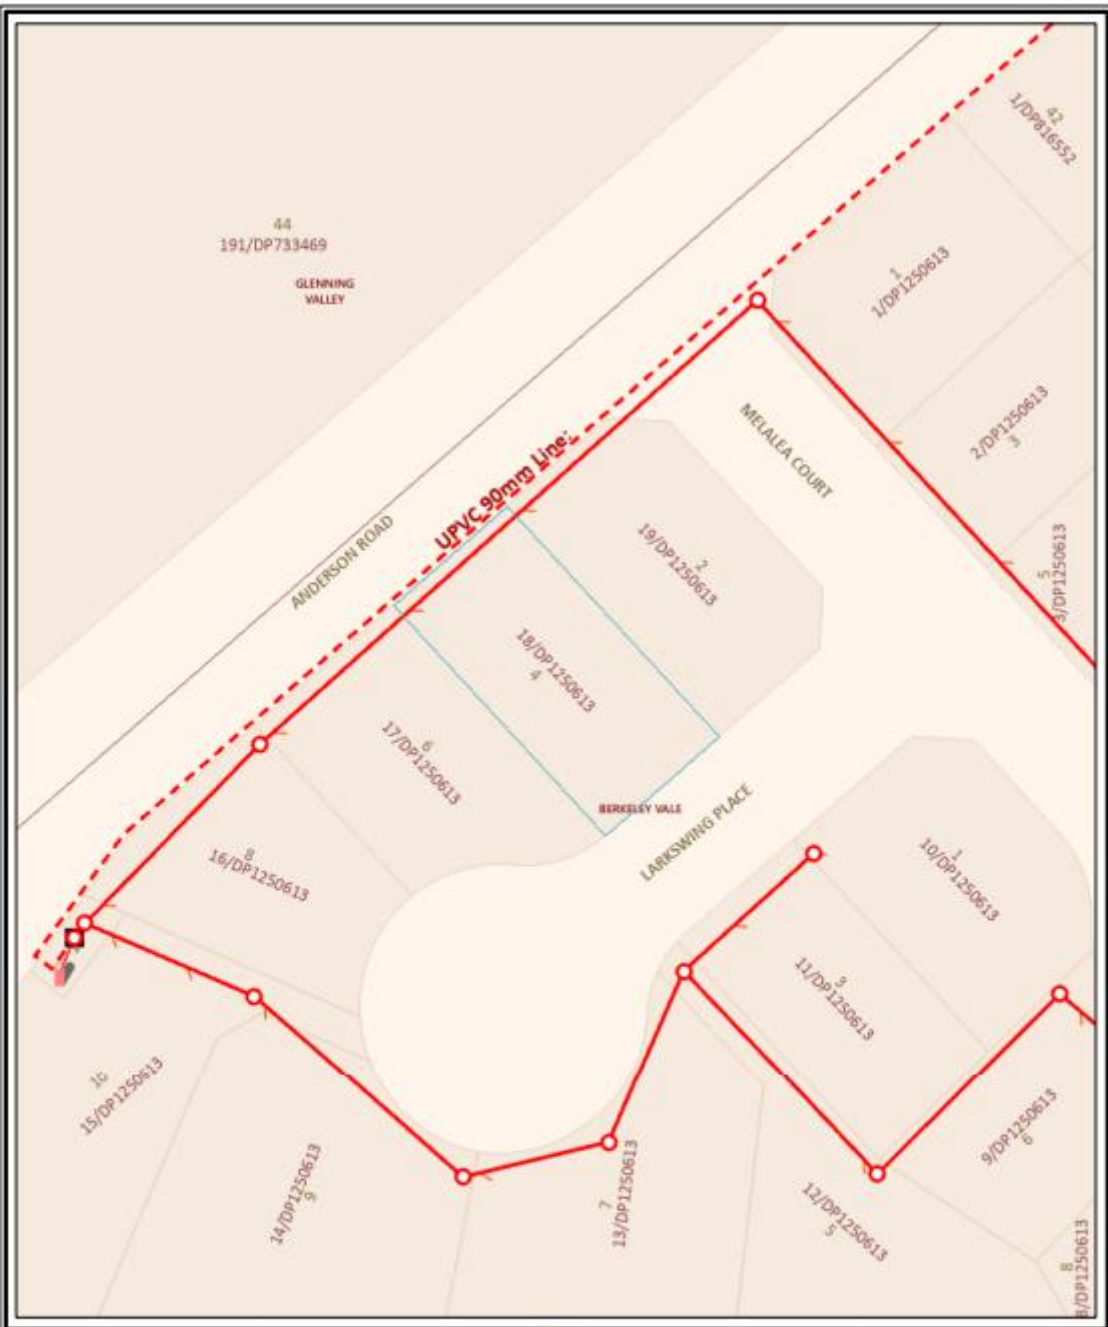 42
1/DP816552
44
191/DP733469
GLENNING
VALLEY
1
1/DP1250613
2/DP1250613
3
MELALEA COURT
UPVC 90mm Line
ANDERSON ROAD
2
19/DP1250613
5
3/DP1250613
18/DP1250613
4
6
17/DP1250613
BERKELEY VALE
LARKSWING PLACE
8
16/DP1250613
1
10/DP1250613
3
11/DP1250613
15/DP1250613
9/DP1250613
6
14/DP1250613
9
7
13/DP1250613
12/DP1250613
5
8
8/DP1250613